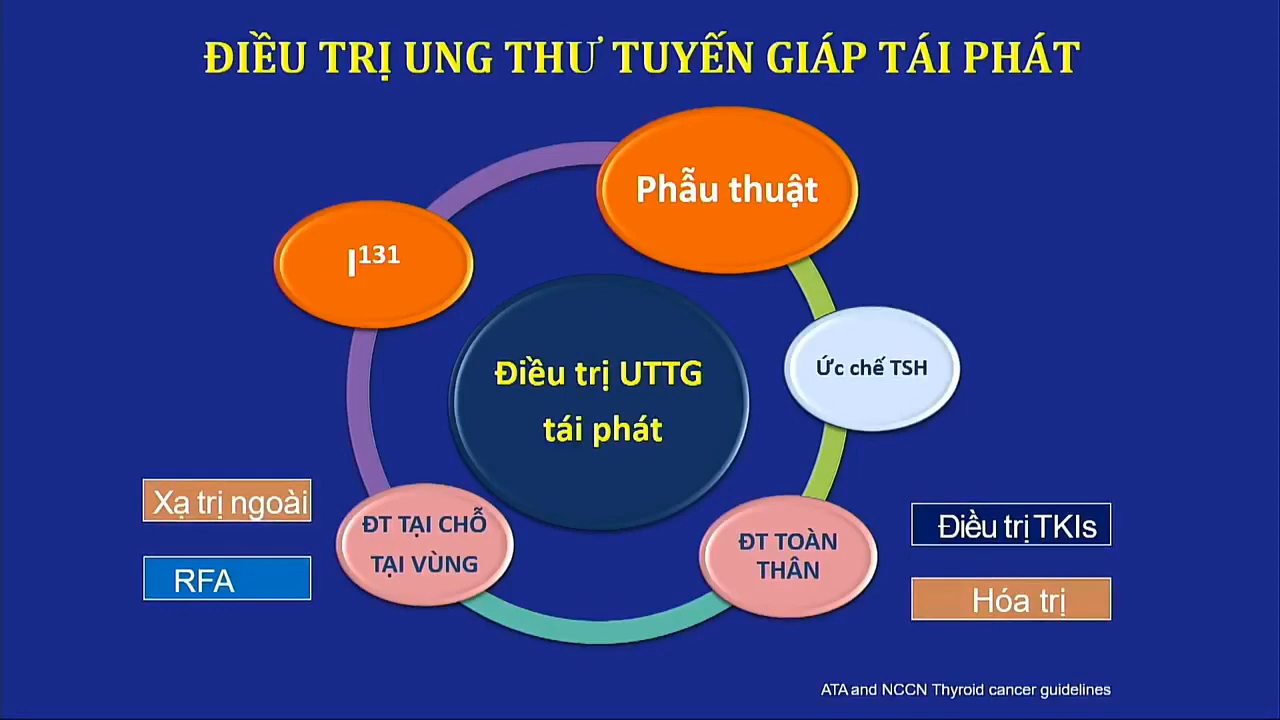 ĐIỀU TRỊ UNG THƯ TUYẾN GIÁP TÁI PHÁT
Phẫu thuật
I¹³¹
Ức chế TSH
Điều trị UTTG
tái phát
Xạ trị ngoài
RFA
ĐT TẠI CHỖ
TẠI VÙNG
ĐT TOÀN
THÂN
Điều trị TKIs
Hóa trị
ATA and NCCN Thyroid cancer guidelines